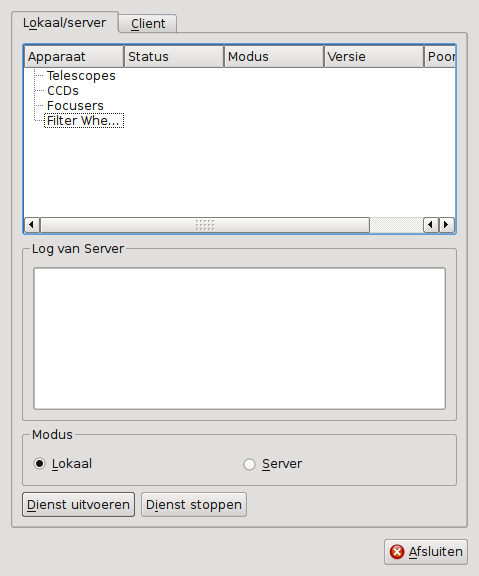 Lokaal/server Client
Apparaat Status Modus Versie Poor
Telescopes
CCDs
Focusers
Filter Whe...
Log van Server
Modus
Lokaal Server
Dienst uitvoeren Dienst stoppen
Afsluiten